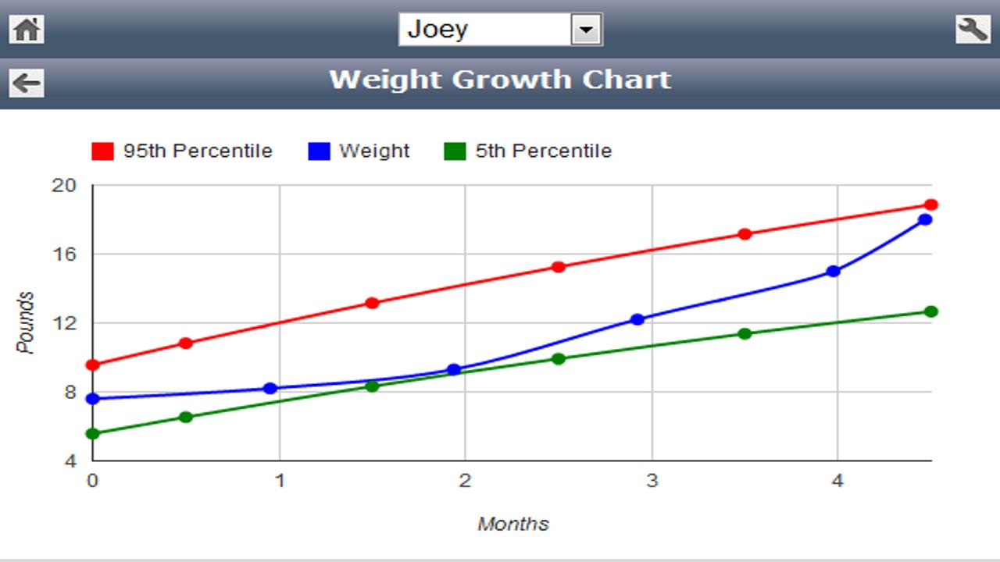 Joey
Weight Growth Chart
95th Percentile Weight 5th Percentile
20
16
12
8
4
Pounds
0 1 2 3 4
Months